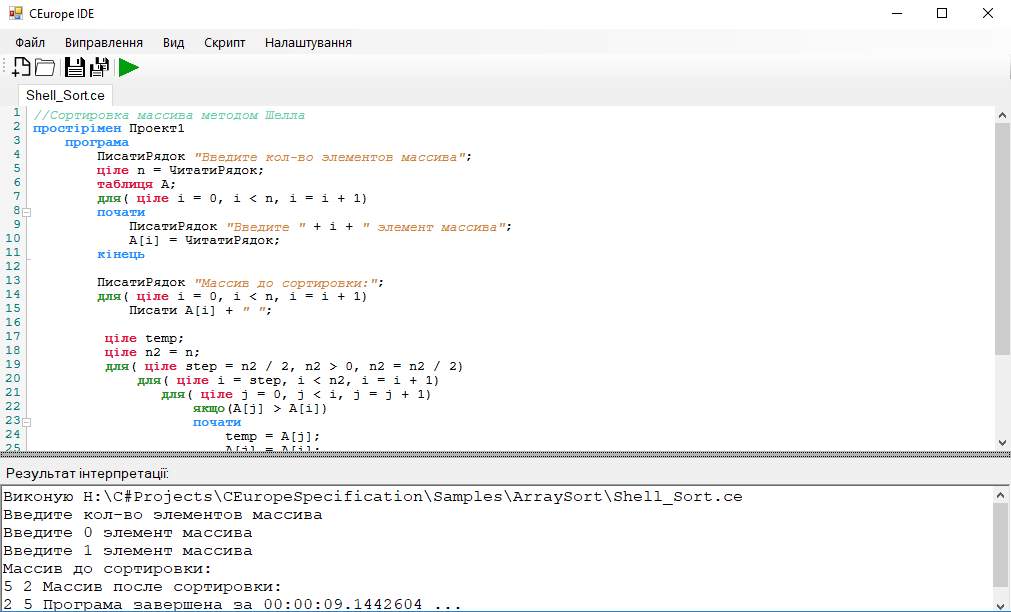 CEurope IDE
Файл Виправлення Вид Скрипт Налаштування
Shell_Sort.ce
1 //Сортировка массива методом Шелла
2 простірімен Проект1
3 програма
4 ПисатиРядок "Введите кол-во элементов массива";
5 ціле n = ЧитатиРядок;
6 таблиця A;
7 для( ціле i = 0, i < n, i = i + 1)
8 почати
9 ПисатиРядок "Введите " + i + " элемент массива";
10 A[i] = ЧитатиРядок;
11 кінець
12
13 ПисатиРядок "Массив до сортировки:";
14 для( ціле i = 0, i < n, i = i + 1)
15 Писати A[i] + " ";
16
17 ціле temp;
18 ціле n2 = n;
19 для( ціле step = n2 / 2, n2 > 0, n2 = n2 / 2)
20 для( ціле i = step, i < n2, i = i + 1)
21 для( ціле j = 0, j < i, j = j + 1)
22 якщо(A[j] > A[i])
23 почати
24 temp = A[j];
25 A[j] = A[i];
Результат інтерпретації:
Виконую H:\C#Projects\CEuropeSpecification\Samples\ArraySort\Shell_Sort.ce
Введите кол-во элементов массива
Введите 0 элемент массива
Введите 1 элемент массива
Массив до сортировки:
5 2 Массив после сортировки:
2 5 Програма завершена за 00:00:09.1442604 ...